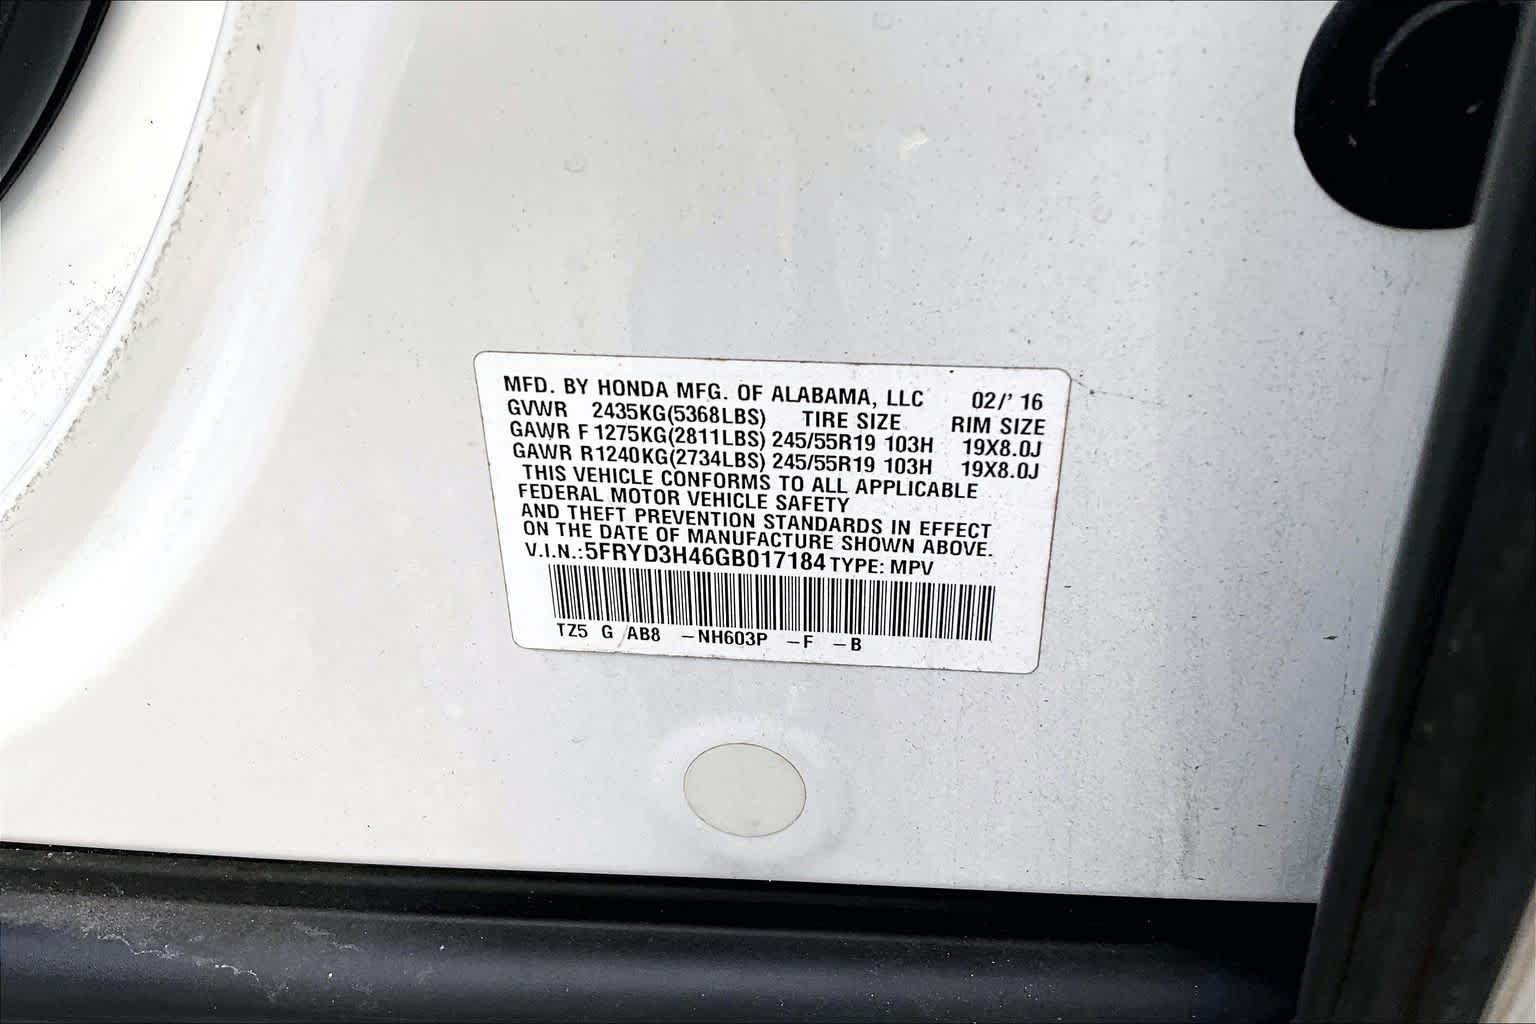 MFD. BY HONDA MFG. OF ALABAMA, LLC 02/' 16
GVWR 2435KG(5368LBS) TIRE SIZE RIM SIZE
GAWR F 1275KG(2811LBS) 245/55R19 103H 19X8.0J
GAWR R1240KG(2734LBS) 245/55R19 103H 19X8.0J
THIS VEHICLE CONFORMS TO ALL APPLICABLE
FEDERAL MOTOR VEHICLE SAFETY
AND THEFT PREVENTION STANDARDS IN EFFECT
ON THE DATE OF MANUFACTURE SHOWN ABOVE.
V.I.N.:5FRYD3H46GB017184 TYPE: MPV
TZ5 G AB8 -NH603P -F -B